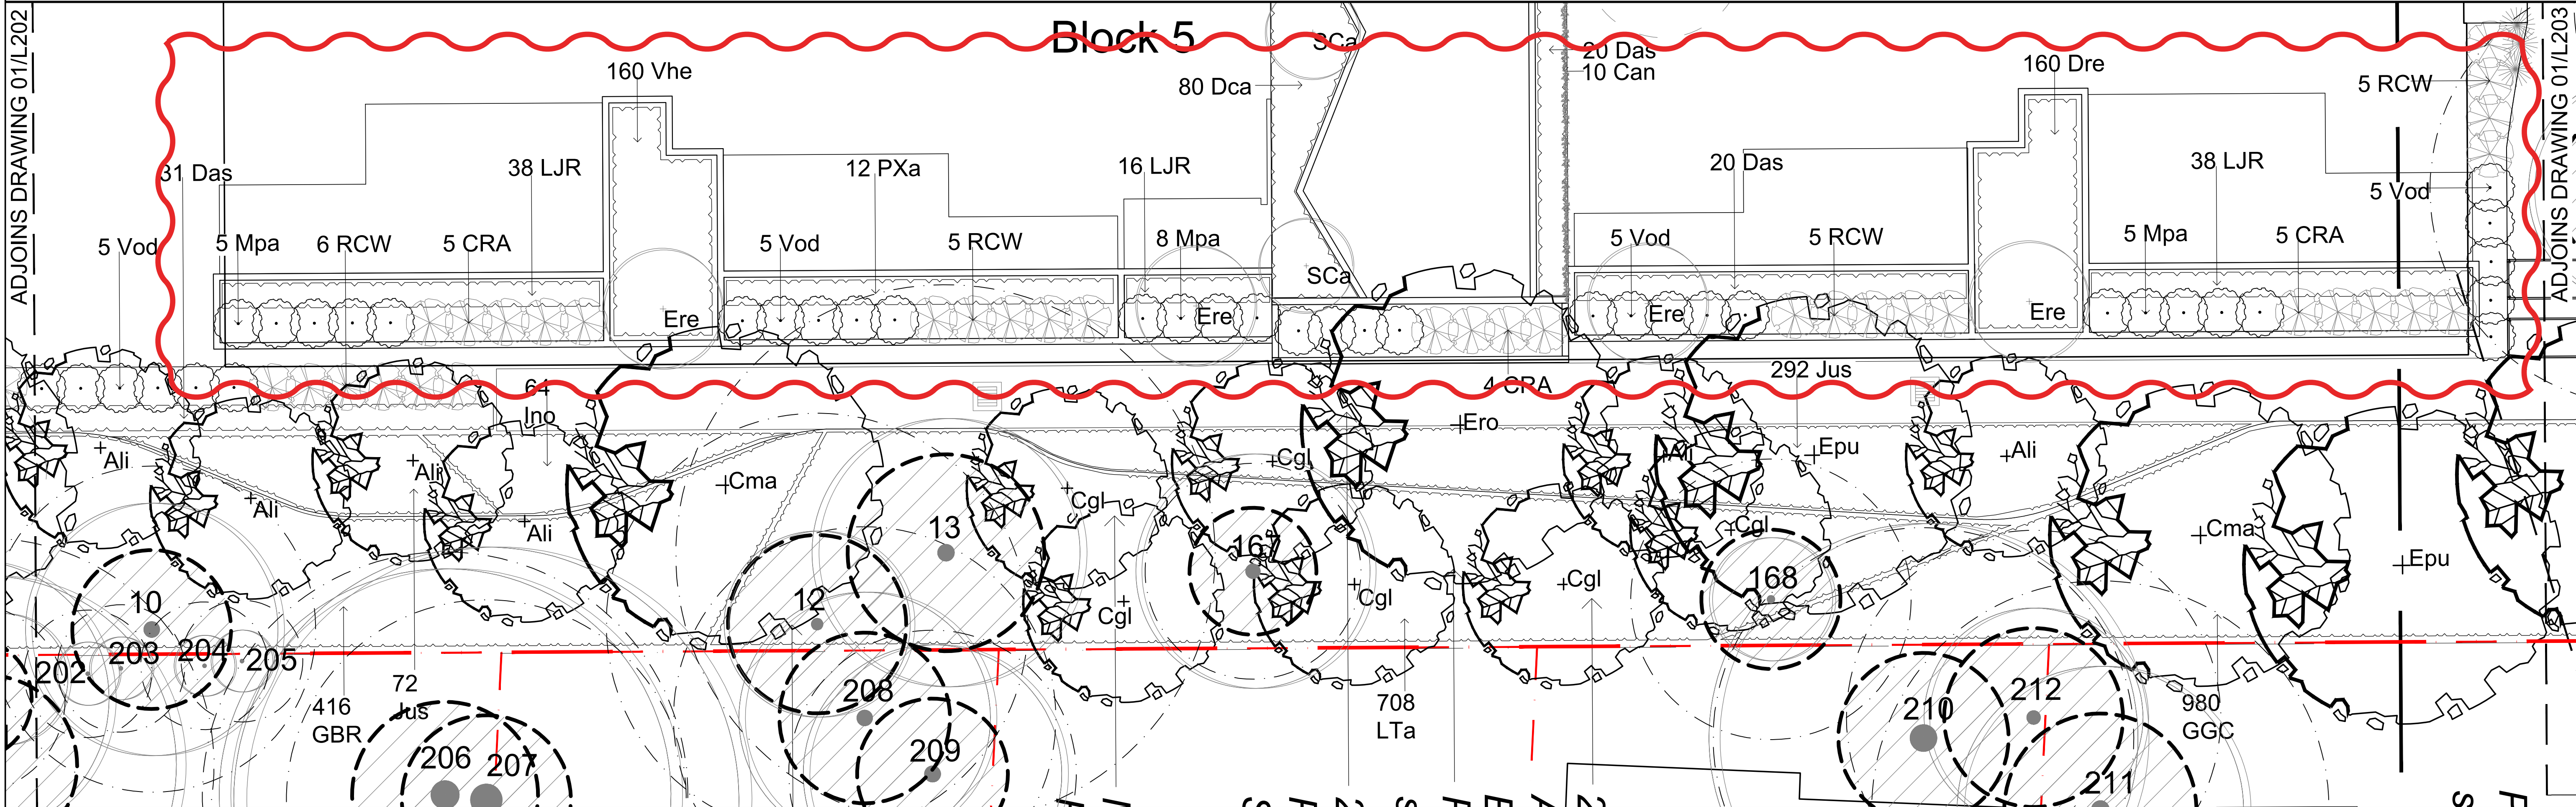 ADJOINS DRAWING 01/L202
Block 5
SCa
20 Das
10 Can
160 Vhe
80 Dca
160 Dre
5 RCW
ADJOINS DRAWING 01/L203
31 Das
38 LJR
12 PXa
16 LJR
20 Das
38 LJR
5 Vod
5 Vod
5 Mpa
6 RCW
5 CRA
5 Vod
5 RCW
8 Mpa
SCa
5 Vod
5 RCW
5 Mpa
5 CRA
Ere
Ere
Ere
Ere
64
Ino
4 CRA
292 Jus
Ali
Ali
Cma
Cgl
Ero
Ali
Epu
Ali
Ali
Ali
Cgl
Cgl
Cma
13
167
Cgl
Cgl
Cgl
168
Epu
10
12
202
203
204
205
208
72
Jus
416
GBR
708
LTa
210
212
980
GGC
206
207
209
211